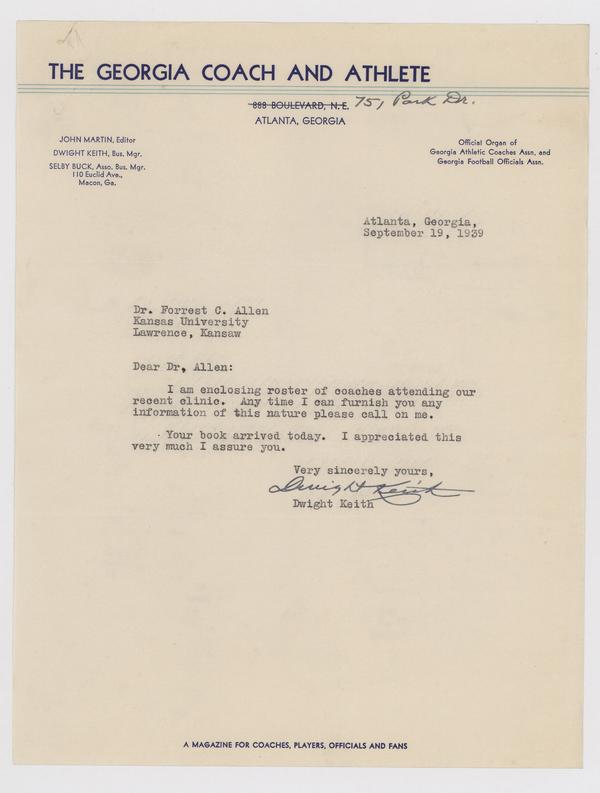 THE GEORGIA COACH AND ATHLETE
888 BOULEVARD, N. E. 751 Park Dr.
ATLANTA, GEORGIA
JOHN MARTIN, Editor
DWIGHT KEITH, Bus. Mgr.
SELBY BUCK, Asso. Bus. Mgr.
110 Euclid Ave.,
Macon, Ga.
Official Organ of
Georgia Athletic Coaches Assn. and
Georgia Football Officials Assn.
Atlanta, Georgia,
September 19, 1939
Dr. Forrest C. Allen
Kansas University
Lawrence, Kansaw
Dear Dr, Allen:
I am enclosing roster of coaches attending our
recent clinic. Any time I can furnish you any
information of this nature please call on me.
Your book arrived today. I appreciated this
very much I assure you.
Very sincerely yours,
Dwight Keith
Dwight Keith
A MAGAZINE FOR COACHES, PLAYERS, OFFICIALS AND FANS